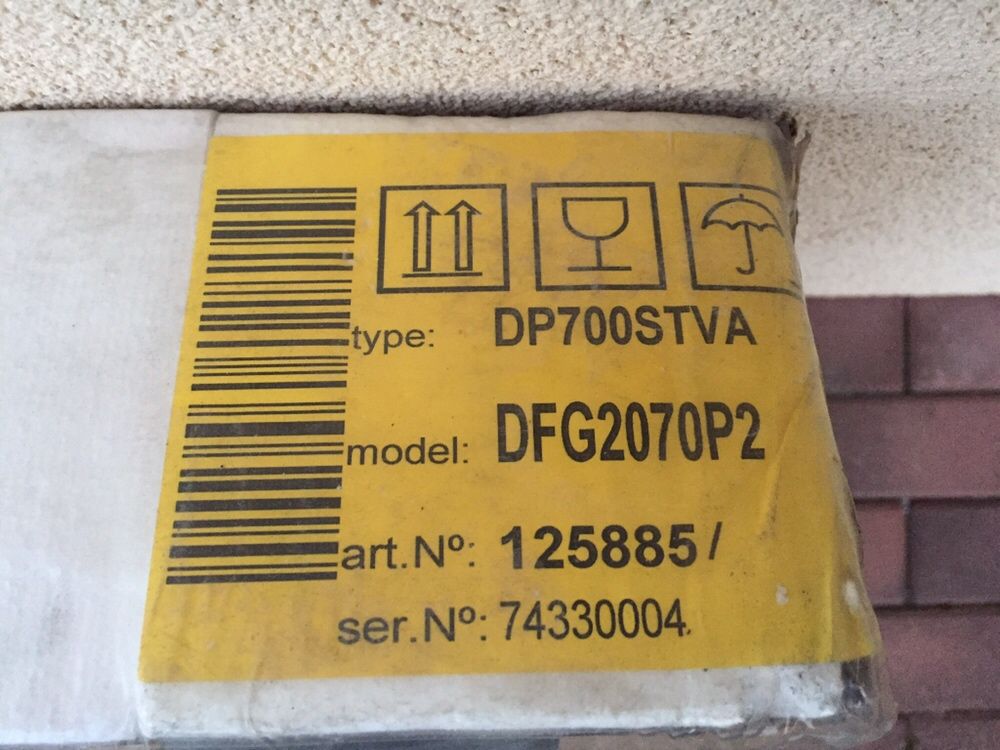 type: DP700STVA
model: DFG2070P2
art.Nº: 125885/
ser.Nº: 74330004